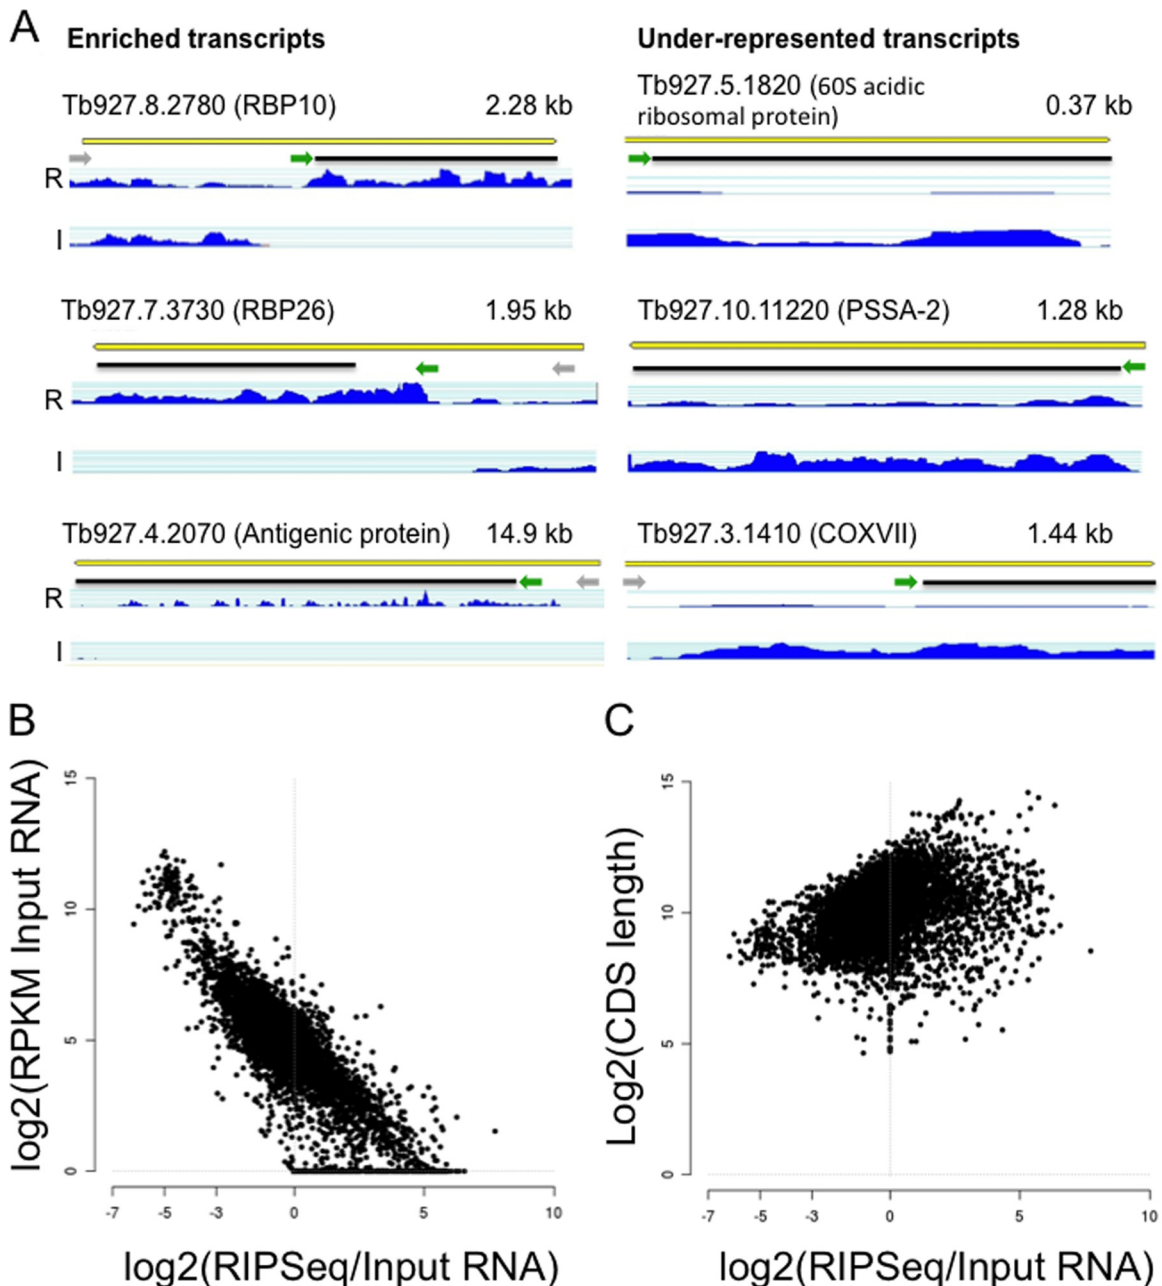 A
Enriched transcripts
Under-represented transcripts
Tb927.8.2780 (RBP10)
2.28 kb
Tb927.5.1820 (60S acidic
ribosomal protein)
0.37 kb
R
I
Tb927.7.3730 (RBP26)
1.95 kb
Tb927.10.11220 (PSSA-2)
1.28 kb
R
I
Tb927.4.2070 (Antigenic protein)
14.9 kb
Tb927.3.1410 (COXVII)
1.44 kb
R
I
B
log2(RPKM Input RNA)
15
10
5
0
-7 -5 -3 0 5 10
log2(RIPSeq/Input RNA)
C
Log2(CDS length)
15
10
5
0
-7 -5 -3 0 5 10
log2(RIPSeq/Input RNA)